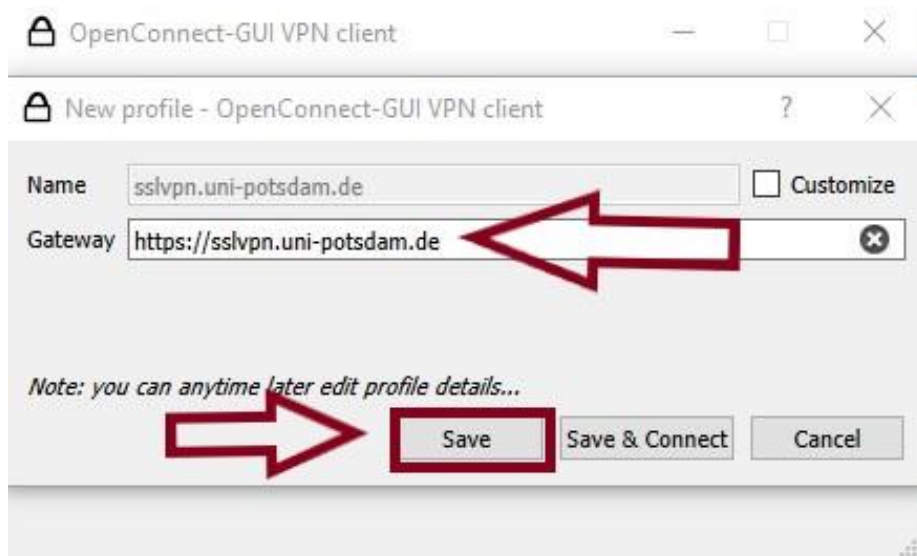 OpenConnect-GUI VPN client
New profile - OpenConnect-GUI VPN client ?
Name sslvpn.uni-potsdam.de Customize
Gateway https://sslvpn.uni-potsdam.de
Note: you can anytime later edit profile details...
Save Save & Connect Cancel